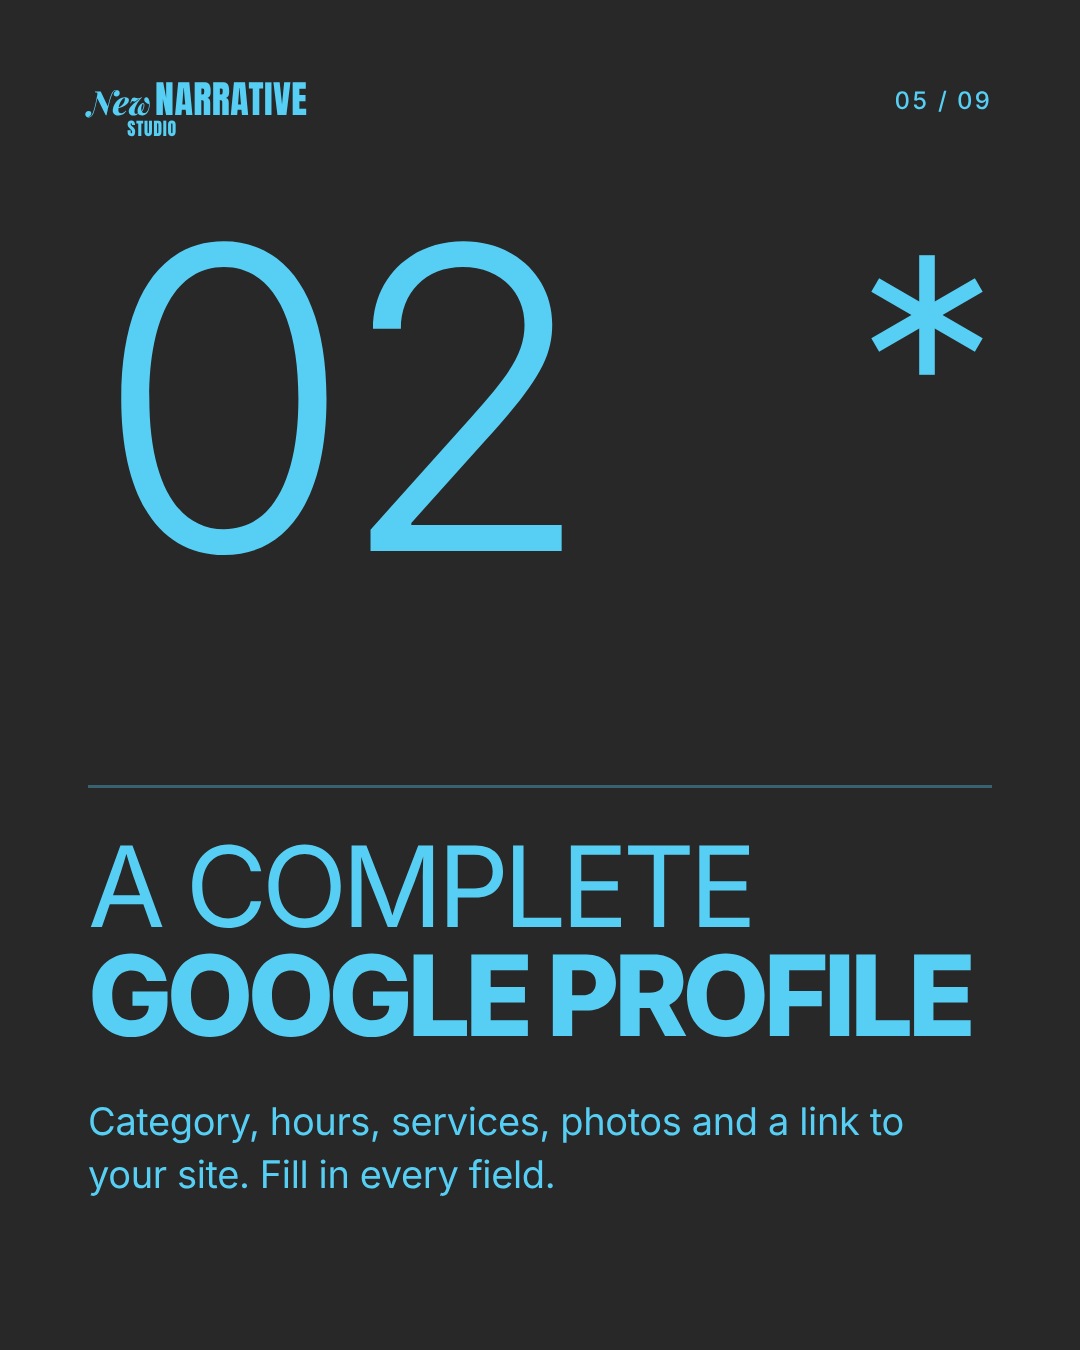 New NARRATIVE
STUDIO
05 / 09
02
*
A COMPLETE
GOOGLE PROFILE
Category, hours, services, photos and a link to
your site. Fill in every field.